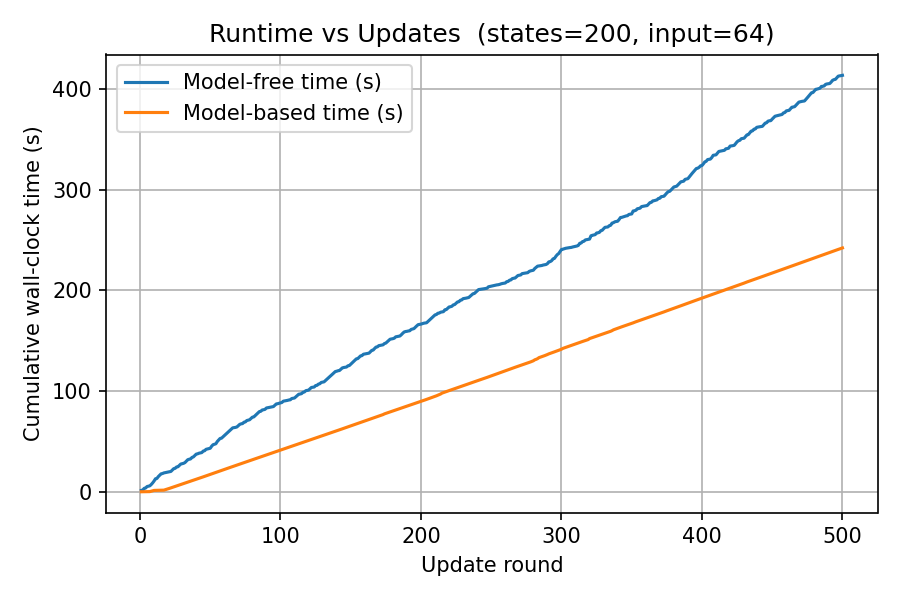 Runtime vs Updates  (states=200, input=64)
Model-free time (s)
Model-based time (s)
Cumulative wall-clock time (s)
400
300
200
100
0
0 100 200 300 400 500
Update round